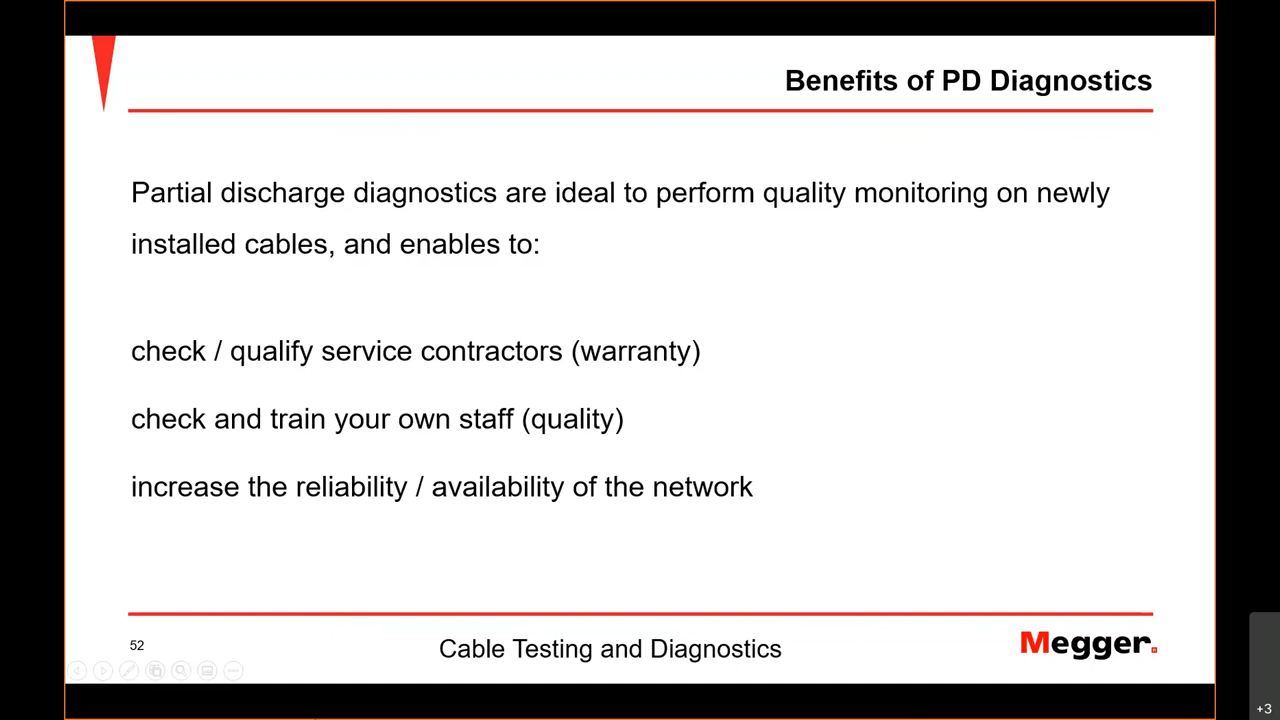 Benefits of PD Diagnostics
Partial discharge diagnostics are ideal to perform quality monitoring on newly
installed cables, and enables to:
check / qualify service contractors (warranty)
check and train your own staff (quality)
increase the reliability / availability of the network
52
Cable Testing and Diagnostics
Megger.
+3